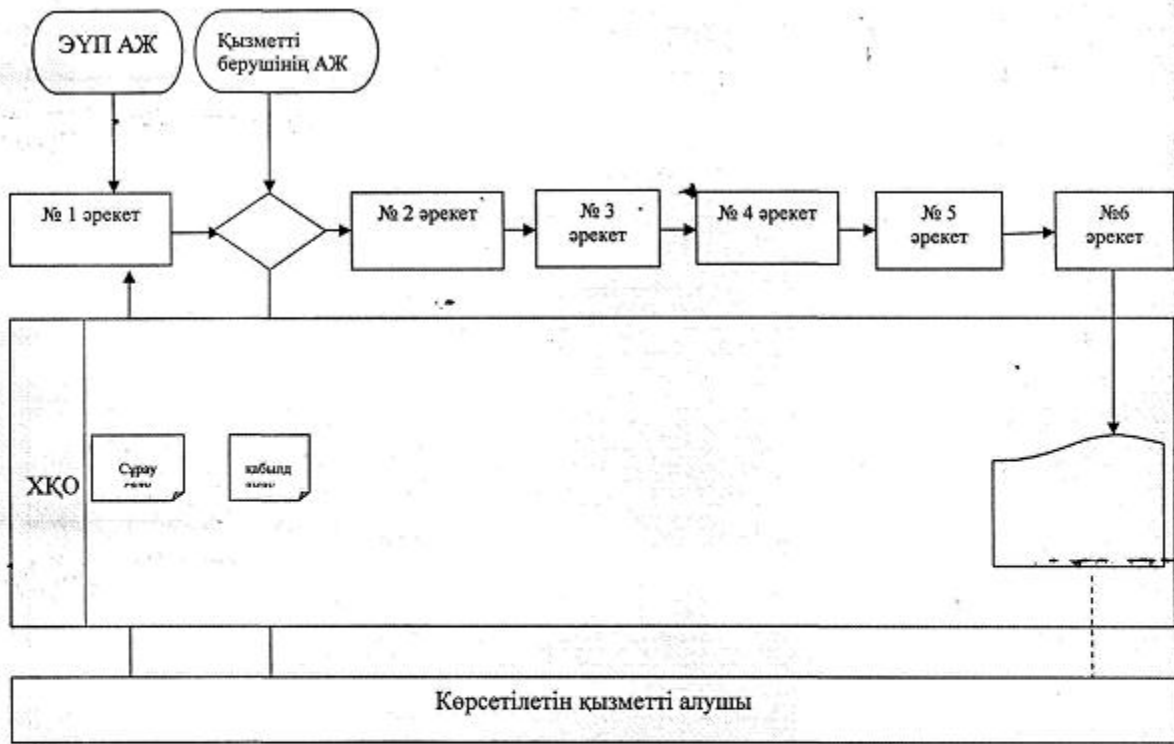 ЭҮП АЖ
Қызметті
берушінің АЖ
№ 1 әрекет
№ 2 әрекет
№ 3
әрекет
№ 4 әрекет
№ 5
әрекет
№6
әрекет
ХҚО
Сұрау
қабылд
Көрсетілетін қызметті алушы